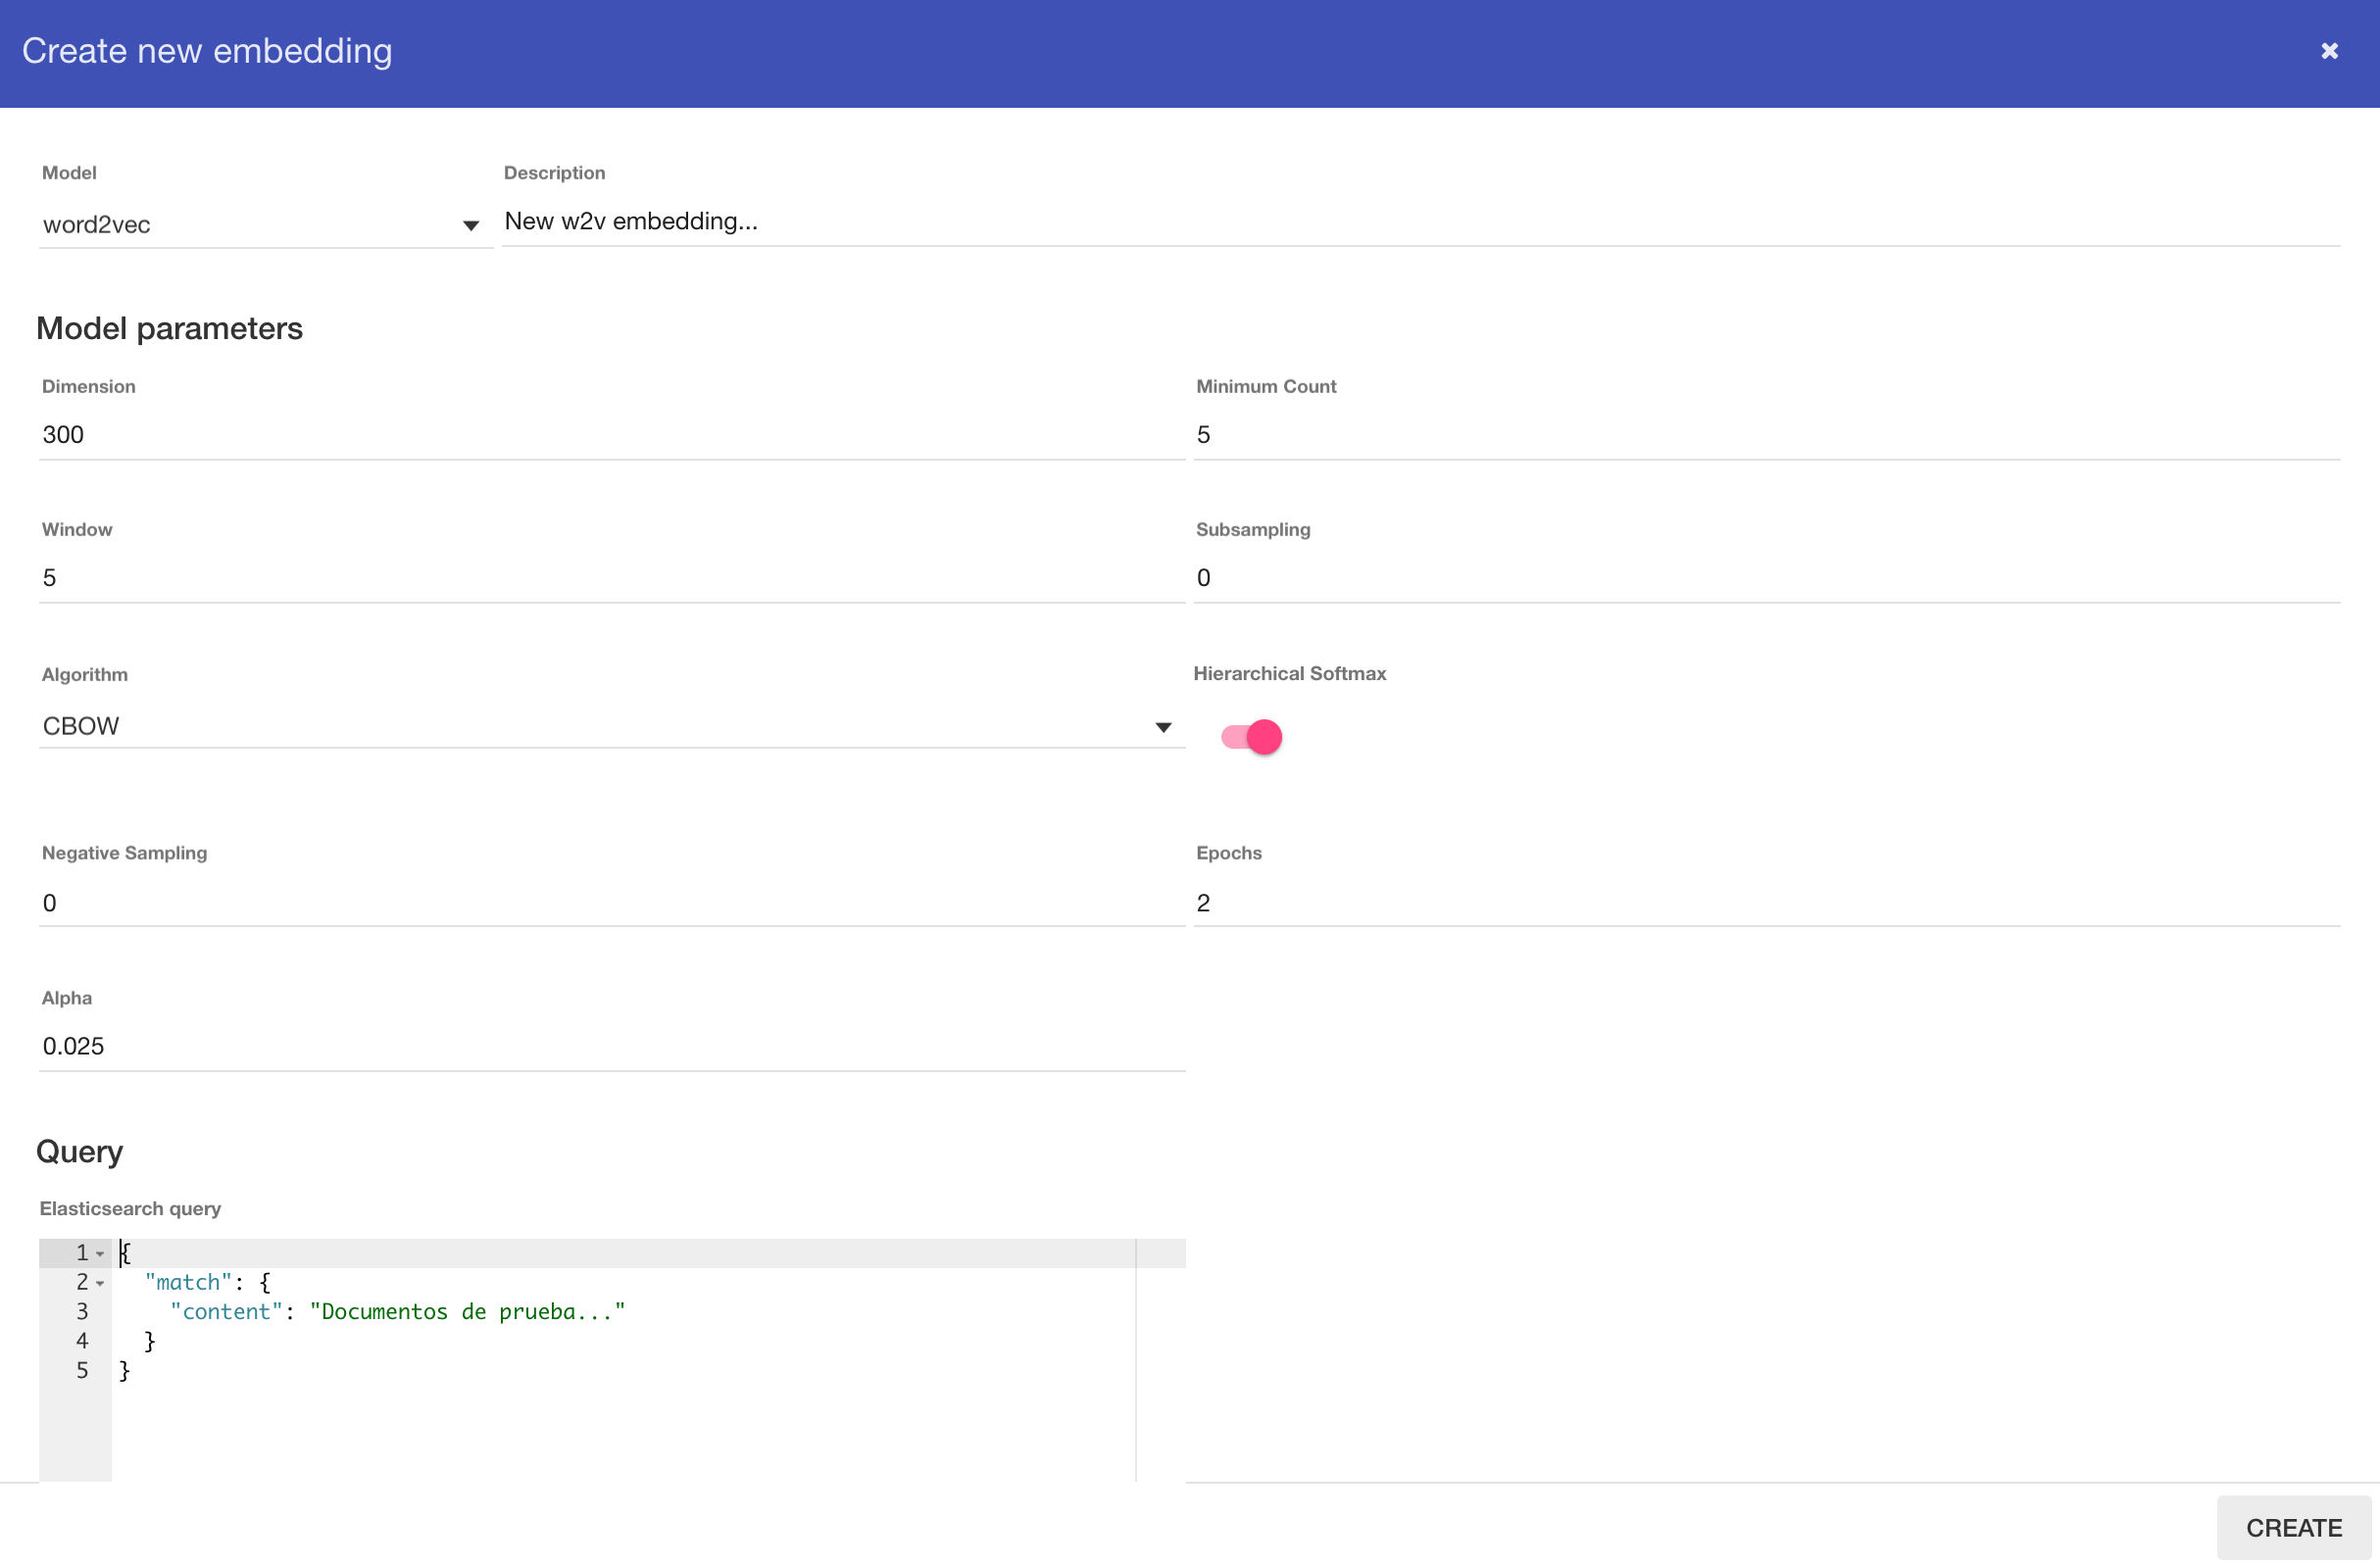 Create new embedding
Model
Description
word2vec
New w2v embedding...
Model parameters
Dimension
Minimum Count
300
5
Window
Subsampling
5
0
Algorithm
Hierarchical Softmax
CBOW
Negative Sampling
Epochs
0
2
Alpha
0.025
Query
Elasticsearch query
1 {
2 "match": {
3 "content": "Documentos de prueba..."
4 }
5 }
CREATE